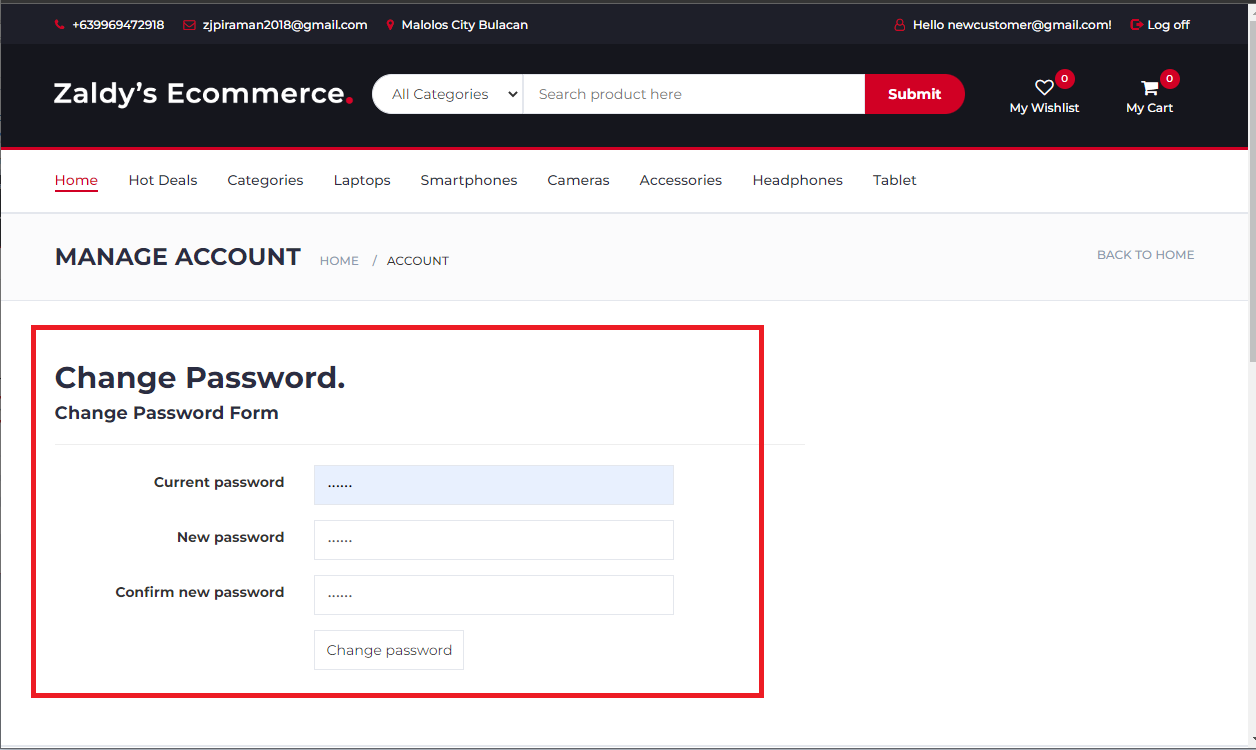 +639969472918 zjpiraman2018@gmail.com Malolos City Bulacan Hello newcustomer@gmail.com! Log off
Zaldy's Ecommerce. All Categories Search product here Submit 0 My Wishlist 0 My Cart
Home Hot Deals Categories Laptops Smartphones Cameras Accessories Headphones Tablet
MANAGE ACCOUNT HOME / ACCOUNT BACK TO HOME
Change Password.
Change Password Form
Current password ······
New password ······
Confirm new password ······
Change password